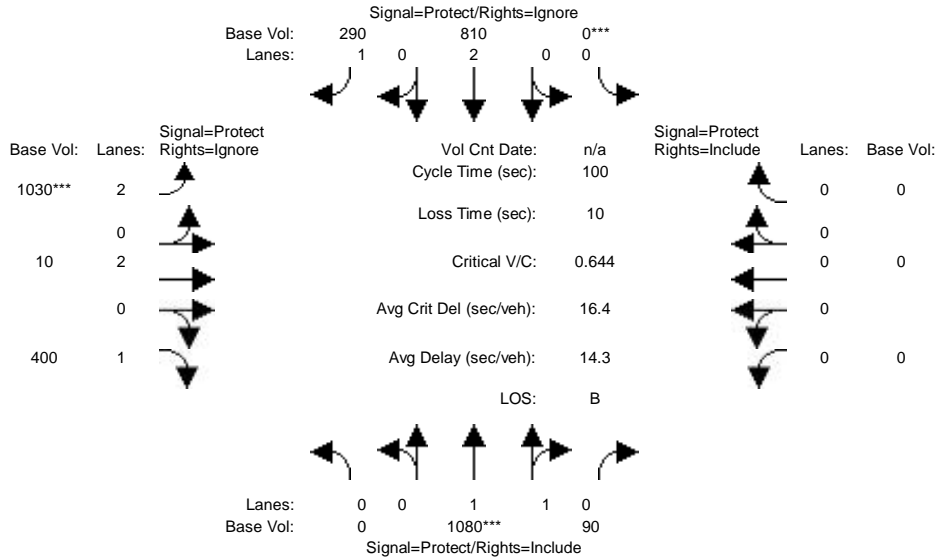 Signal=Protect/Rights=Ignore
Base Vol: 290 810 0***
Lanes: 1 0 2 0 0
Signal=Protect
Base Vol: Lanes: Rights=Ignore
Vol Cnt Date: n/a
Signal=Protect
Rights=Include Lanes: Base Vol:
Cycle Time (sec): 100
1030*** 2
0 0
Loss Time (sec): 10
0
0
10 2
Critical V/C: 0.644
0 0
0
Avg Crit Del (sec/veh): 16.4
0
400 1
Avg Delay (sec/veh): 14.3
0 0
LOS: B
Lanes: 0 0 1 1 0
Base Vol: 0 1080*** 90
Signal=Protect/Rights=Include